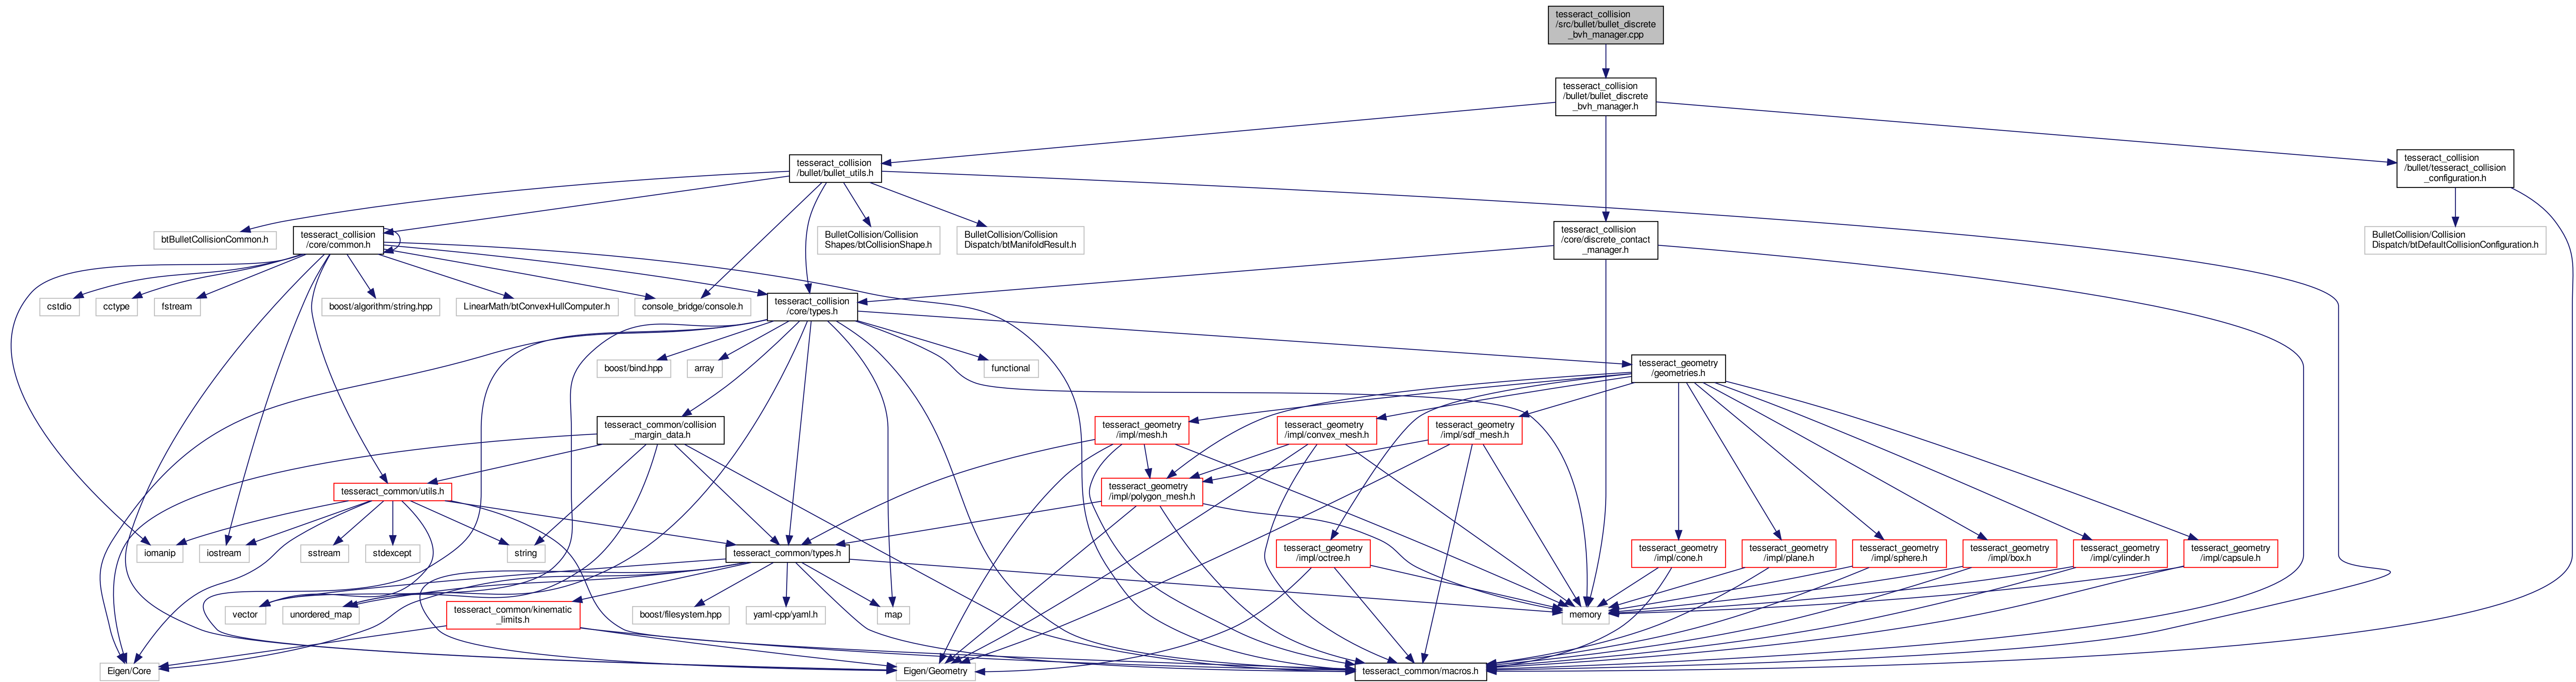 tesseract_collision
/src/bullet/bullet_discrete
_bvh_manager.cpp
tesseract_collision
/bullet/bullet_discrete
_bvh_manager.h
tesseract_collision
/bullet/bullet_utils.h
tesseract_collision
/bullet/tesseract_collision
_configuration.h
btBulletCollisionCommon.h
tesseract_collision
/core/common.h
BulletCollision/Collision
Shapes/btCollisionShape.h
BulletCollision/Collision
Dispatch/btManifoldResult.h
tesseract_collision
/core/discrete_contact
_manager.h
BulletCollision/Collision
Dispatch/btDefaultCollisionConfiguration.h
cstdio
cctype
fstream
boost/algorithm/string.hpp
LinearMath/btConvexHullComputer.h
console_bridge/console.h
tesseract_collision
/core/types.h
boost/bind.hpp
array
functional
tesseract_geometry
/geometries.h
tesseract_common/collision
_margin_data.h
tesseract_geometry
/impl/mesh.h
tesseract_geometry
/impl/convex_mesh.h
tesseract_geometry
/impl/sdf_mesh.h
tesseract_common/utils.h
tesseract_geometry
/impl/polygon_mesh.h
iomanip
iostream
sstream
stdexcept
string
tesseract_common/types.h
tesseract_geometry
/impl/octree.h
tesseract_geometry
/impl/cone.h
tesseract_geometry
/impl/plane.h
tesseract_geometry
/impl/sphere.h
tesseract_geometry
/impl/box.h
tesseract_geometry
/impl/cylinder.h
tesseract_geometry
/impl/capsule.h
vector
unordered_map
tesseract_common/kinematic
_limits.h
boost/filesystem.hpp
yaml-cpp/yaml.h
map
memory
Eigen/Core
Eigen/Geometry
tesseract_common/macros.h